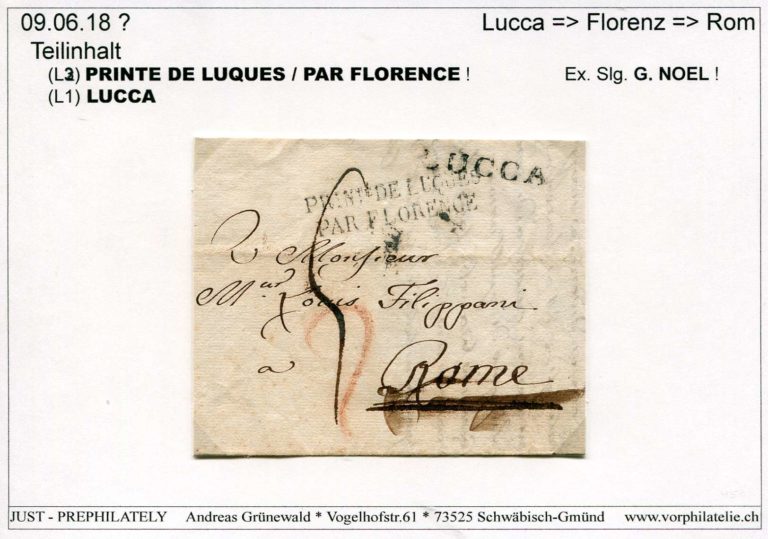 09.06.18 ? Lucca => Florenz => Rom
Teilinhalt
(L2) PRINTE DE LUQUES / PAR FLORENCE ! Ex. Slg. G. NOEL !
(L1) LUCCA
LUCCA
PRINTE DE LUQUES
PAR FLORENCE
A Monsieur
Mr Louis Filippani
a
Rome
JUST - PREPHILATELY Andreas Grünewald * Vogelhofstr.61 * 73525 Schwäbisch-Gmünd www.vorphilatelie.ch